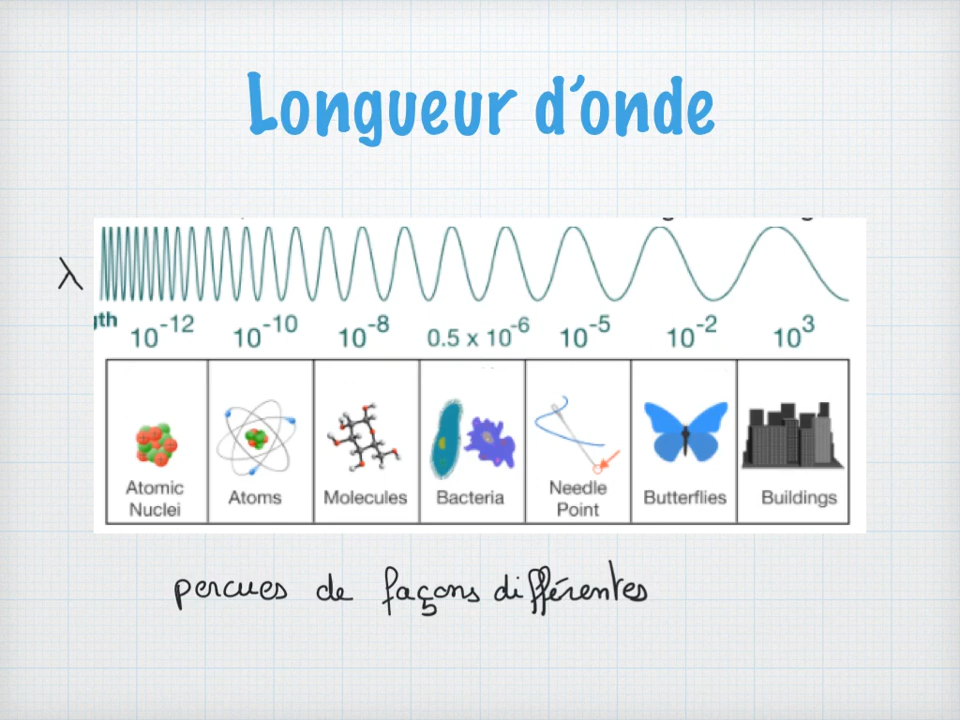 Longueur d'onde
λ
gth 10^-12 10^-10 10^-8 0.5 x 10^-6 10^-5 10^-2 10^3
Atomic Nuclei Atoms Molecules Bacteria Needle Point Butterflies Buildings
percues de façons différentes